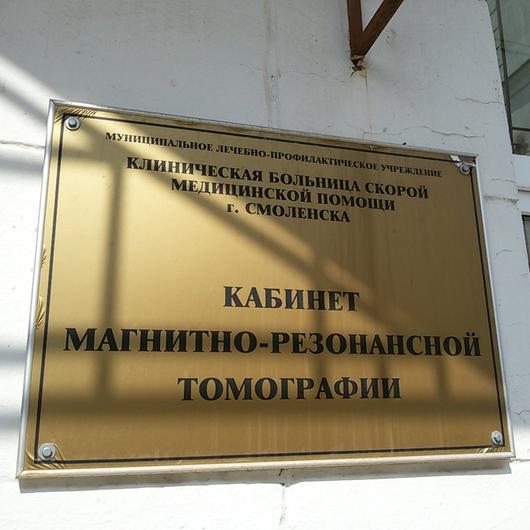 МУНИЦИПАЛЬНОЕ ЛЕЧЕБНО-ПРОФИЛАКТИЧЕСКОЕ УЧРЕЖДЕНИЕ
КЛИНИЧЕСКАЯ БОЛЬНИЦА СКОРОЙ
МЕДИЦИНСКОЙ ПОМОЩИ
г. СМОЛЕНСКА
КАБИНЕТ
МАГНИТНО-РЕЗОНАНСНОЙ
ТОМОГРАФИИ